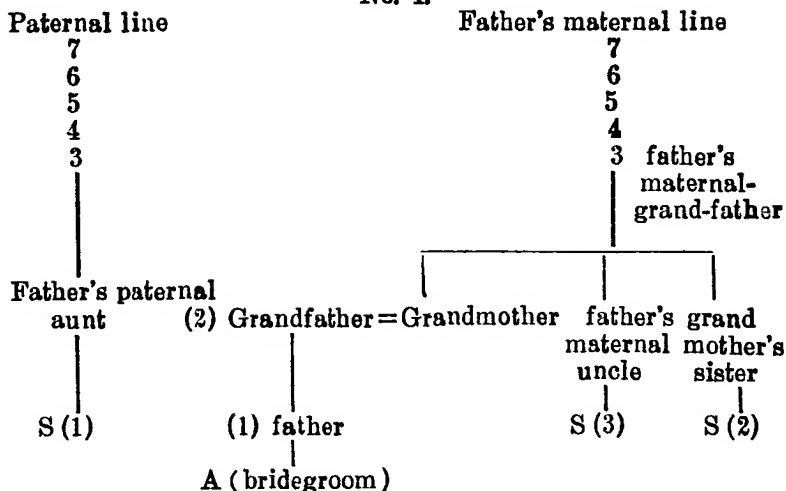 No. 1.
Paternal line Father's maternal line
7 7
6 6
5 5
4 4
3 3 father's
maternal-
grand-father
Father's paternal
aunt (2) Grandfather=Grandmother father's grand
maternal mother's
uncle sister
S (1) (1) father S (3) S (2)
A (bridegroom)